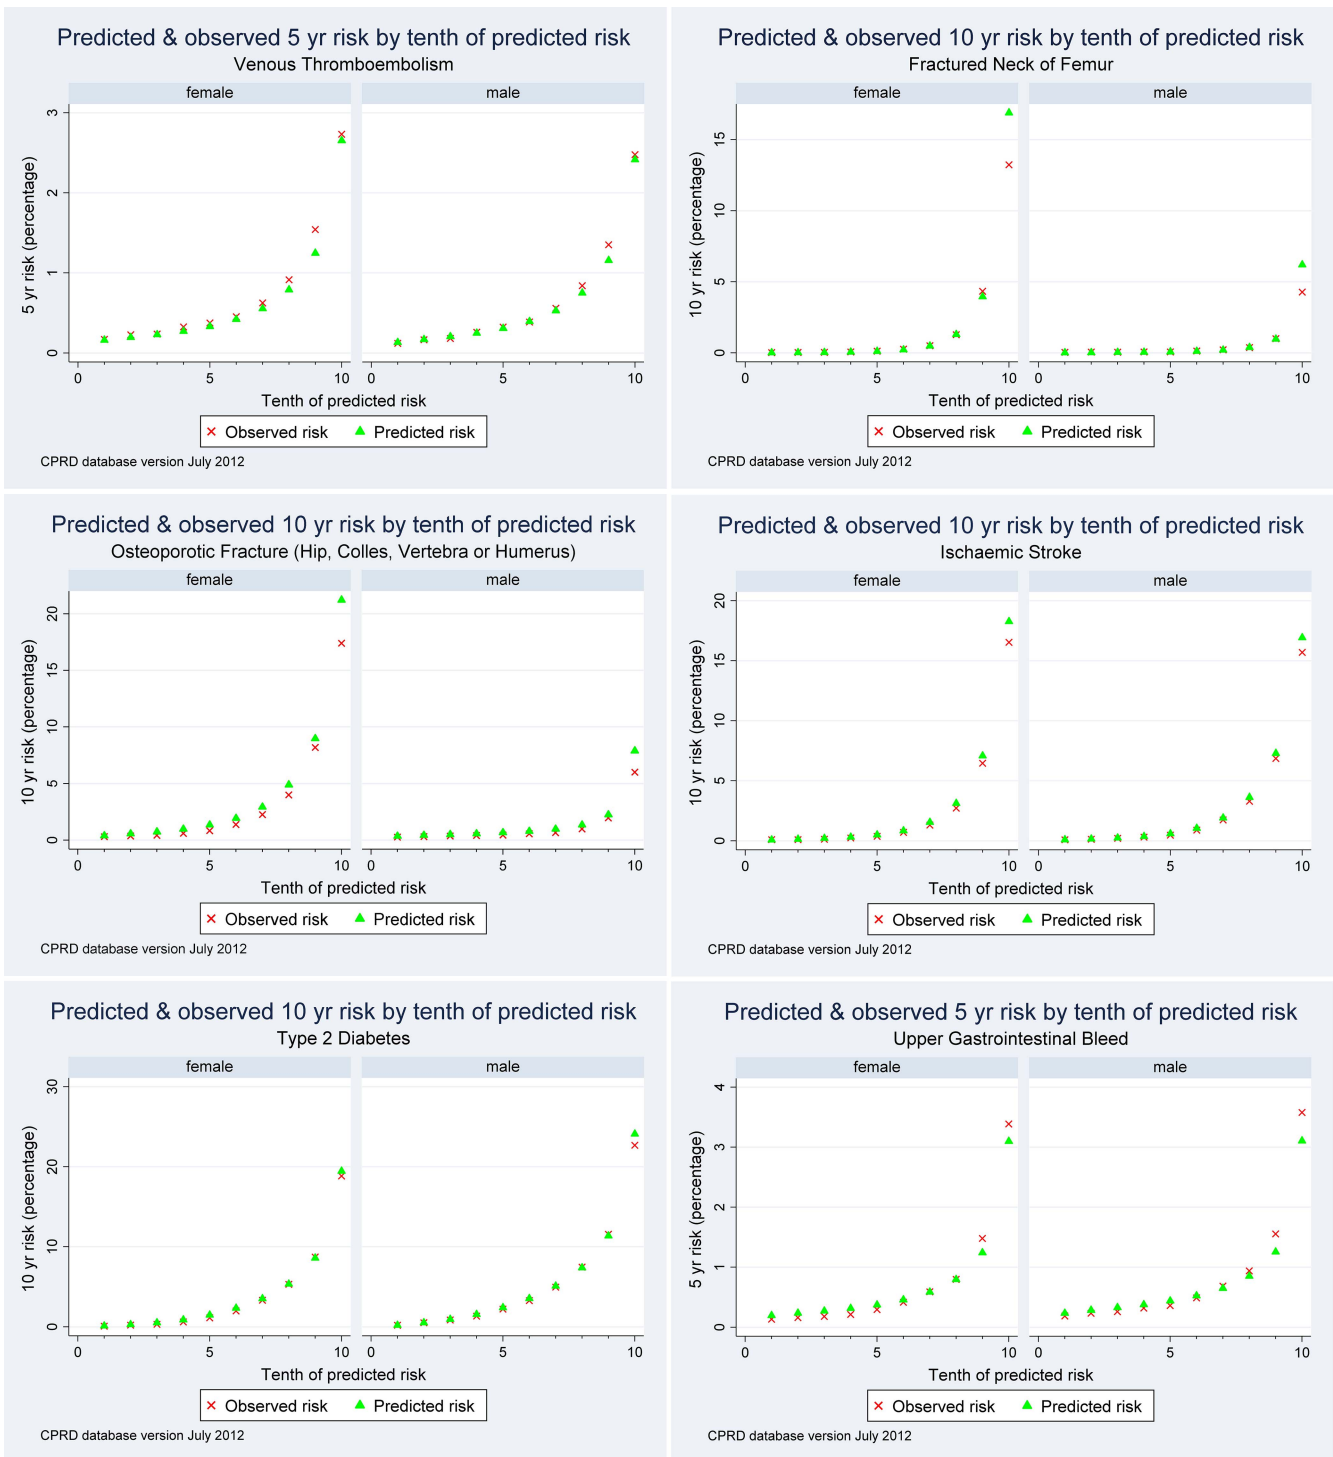 Predicted & observed 5 yr risk by tenth of predicted risk
Venous Thromboembolism
female male
5 yr risk (percentage)
3
2
1
0
0 5 10 0 5 10
Tenth of predicted risk
Observed risk Predicted risk
CPRD database version July 2012
Predicted & observed 10 yr risk by tenth of predicted risk
Fractured Neck of Femur
female male
10 yr risk (percentage)
15
10
5
0
0 5 10 0 5 10
Tenth of predicted risk
Observed risk Predicted risk
CPRD database version July 2012
Predicted & observed 10 yr risk by tenth of predicted risk
Osteoporotic Fracture (Hip, Colles, Vertebra or Humerus)
female male
10 yr risk (percentage)
20
15
10
5
0
0 5 10 0 5 10
Tenth of predicted risk
Observed risk Predicted risk
CPRD database version July 2012
Predicted & observed 10 yr risk by tenth of predicted risk
Ischaemic Stroke
female male
10 yr risk (percentage)
20
15
10
5
0
0 5 10 0 5 10
Tenth of predicted risk
Observed risk Predicted risk
CPRD database version July 2012
Predicted & observed 10 yr risk by tenth of predicted risk
Type 2 Diabetes
female male
10 yr risk (percentage)
30
20
10
0
0 5 10 0 5 10
Tenth of predicted risk
Observed risk Predicted risk
CPRD database version July 2012
Predicted & observed 5 yr risk by tenth of predicted risk
Upper Gastrointestinal Bleed
female male
5 yr risk (percentage)
4
3
2
1
0
0 5 10 0 5 10
Tenth of predicted risk
Observed risk Predicted risk
CPRD database version July 2012